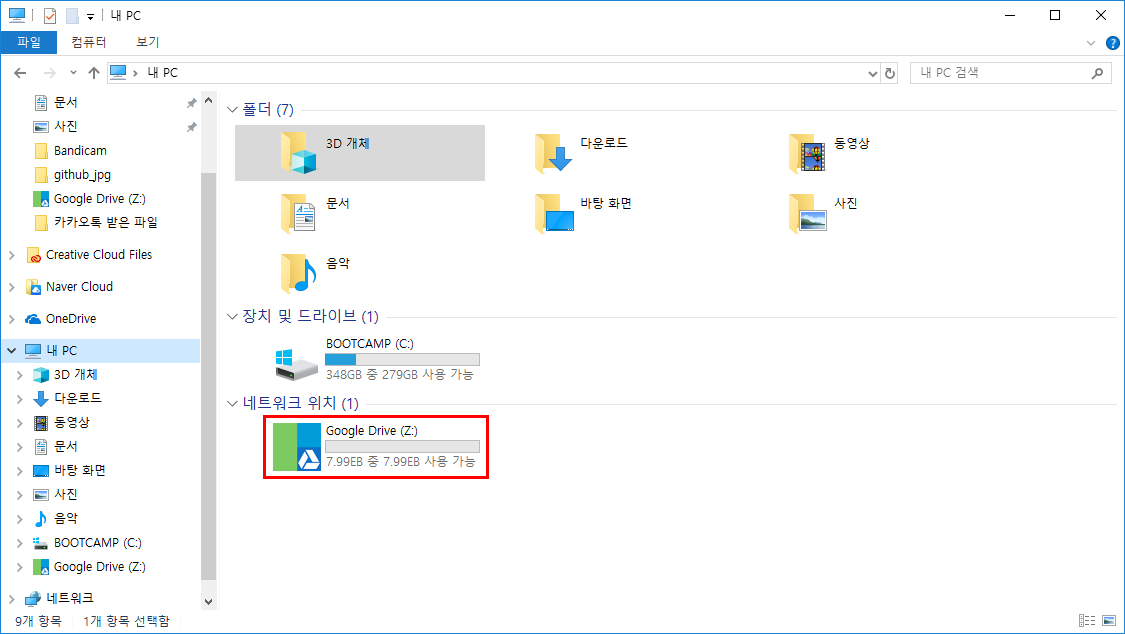 내 PC
파일 컴퓨터 보기
내 PC
내 PC 검색
문서
사진
Bandicam
github_jpg
Google Drive (Z:)
카카오톡 받은 파일
Creative Cloud Files
Naver Cloud
OneDrive
내 PC
3D 개체
다운로드
동영상
문서
바탕 화면
사진
음악
BOOTCAMP (C:)
Google Drive (Z:)
네트워크
폴더 (7)
3D 개체 다운로드 동영상
문서 바탕 화면 사진
음악
장치 및 드라이브 (1)
BOOTCAMP (C:)
348GB 중 279GB 사용 가능
네트워크 위치 (1)
Google Drive (Z:)
7.99EB 중 7.99EB 사용 가능
9개 항목 1개 항목 선택함